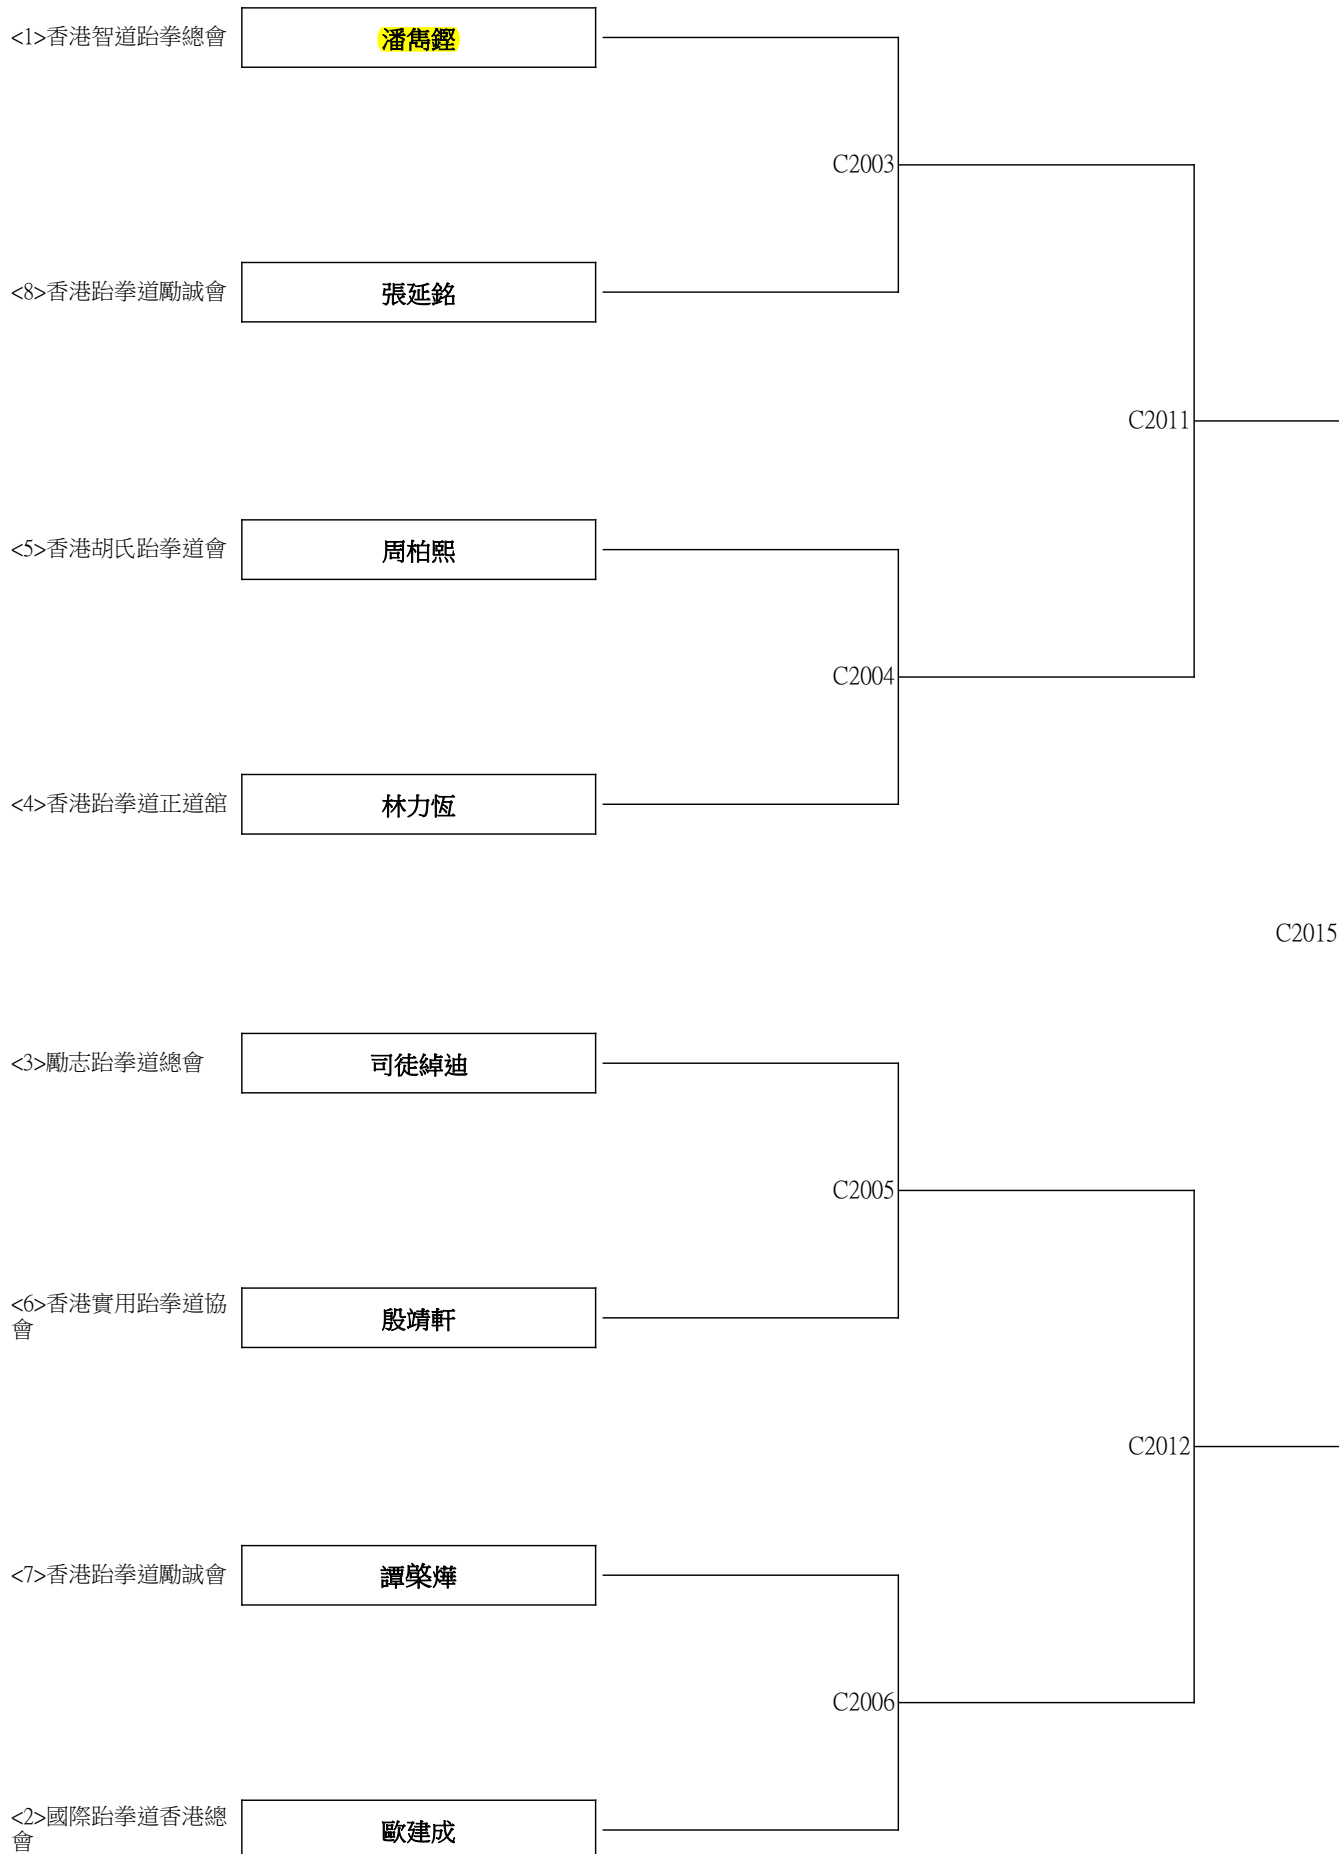 <1>香港智道跆拳總會
潘雋鏗
C2003
<8>香港跆拳道勵誠會
張延銘
C2011
<5>香港胡氏跆拳道會
周柏熙
C2004
<4>香港跆拳道正道舘
林力恆
C2015
<3>勵志跆拳道總會
司徒綽迪
C2005
<6>香港實用跆拳道協
會
殷靖軒
C2012
<7>香港跆拳道勵誠會
譚棨燁
C2006
<2>國際跆拳道香港總
會
歐建成